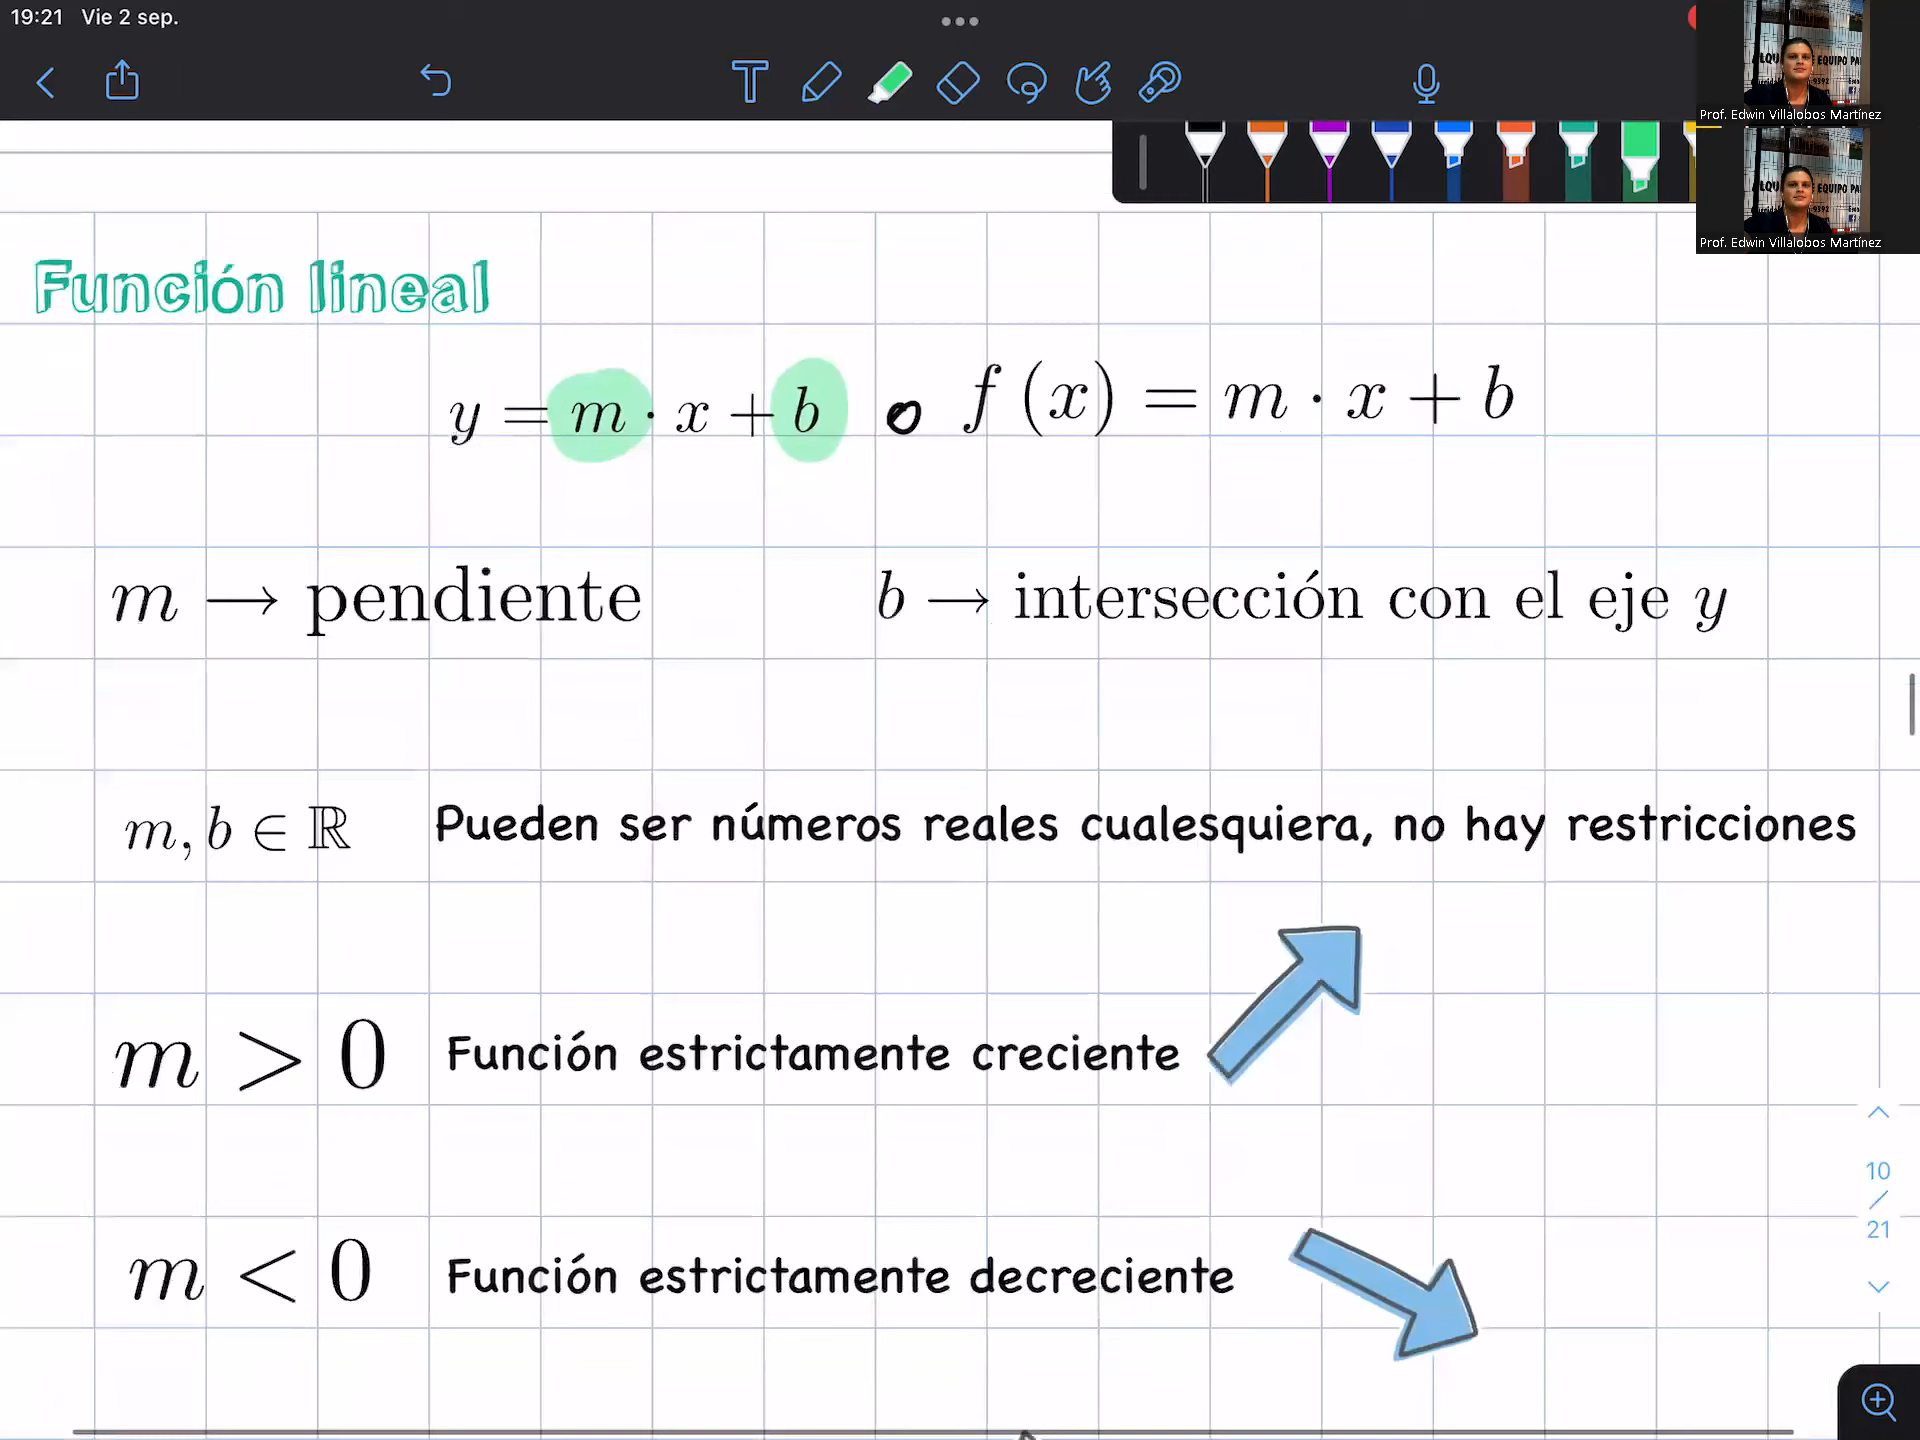 19:21 Vie 2 sep.
Prof. Edwin Villalobos Martínez
Prof. Edwin Villalobos Martínez
Función lineal
y = m · x + b o f (x) = m · x + b
m → pendiente
b → intersección con el eje y
m, b ∈ ℝ Pueden ser números reales cualesquiera, no hay restricciones
m > 0 Función estrictamente creciente
m < 0 Función estrictamente decreciente
10
/
21